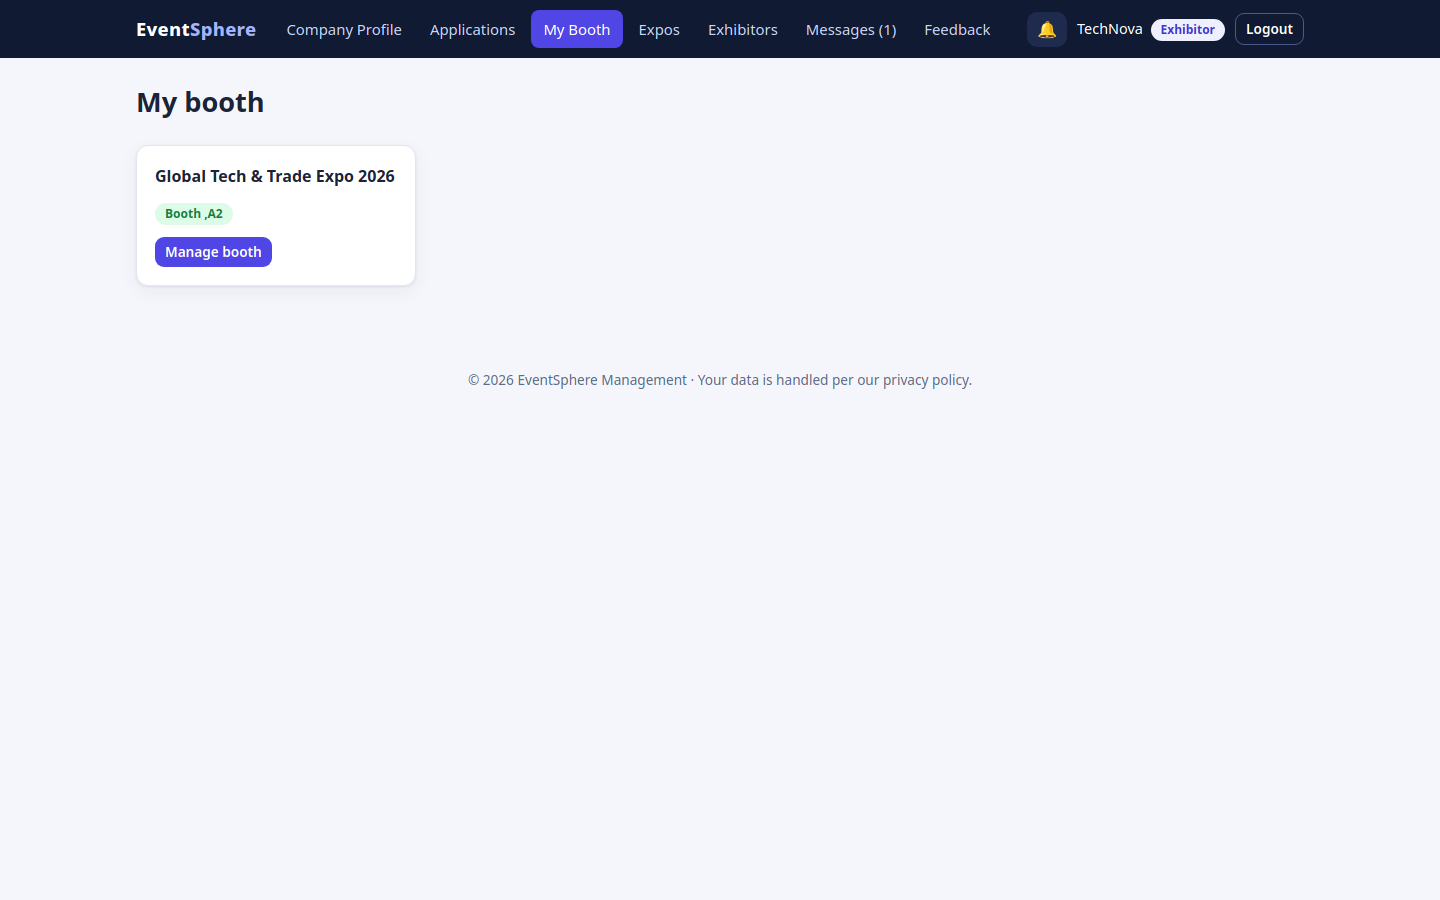 EventSphere Company Profile Applications My Booth Expos Exhibitors Messages (1) Feedback TechNova Exhibitor Logout
My booth
Global Tech & Trade Expo 2026
Booth ,A2
Manage booth
© 2026 EventSphere Management · Your data is handled per our privacy policy.